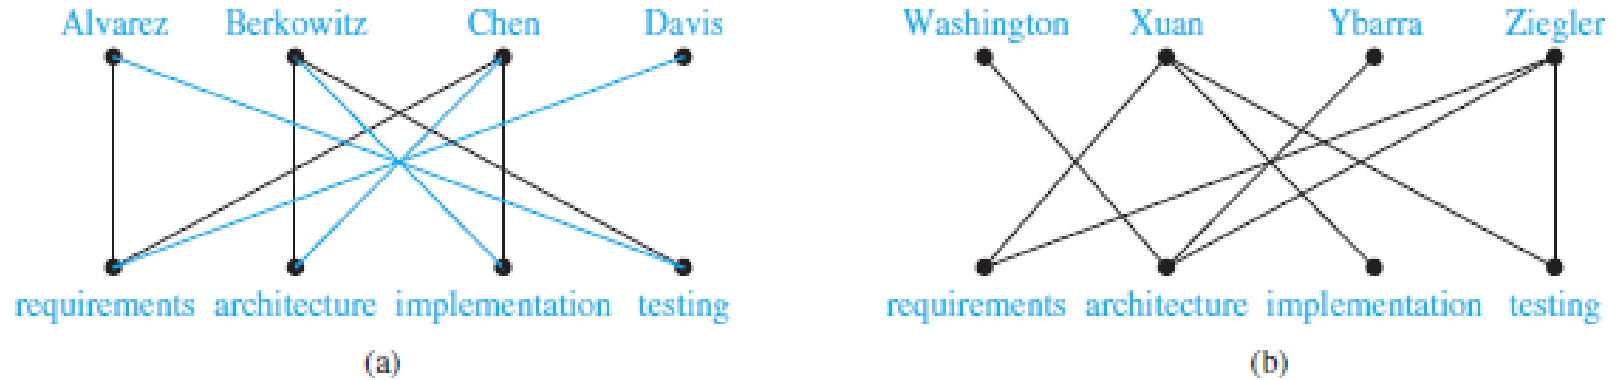 Alvarez Berkowitz Chen Davis
requirements architecture implementation testing
(a)
Washington Xuan Ybarra Ziegler
requirements architecture implementation testing
(b)